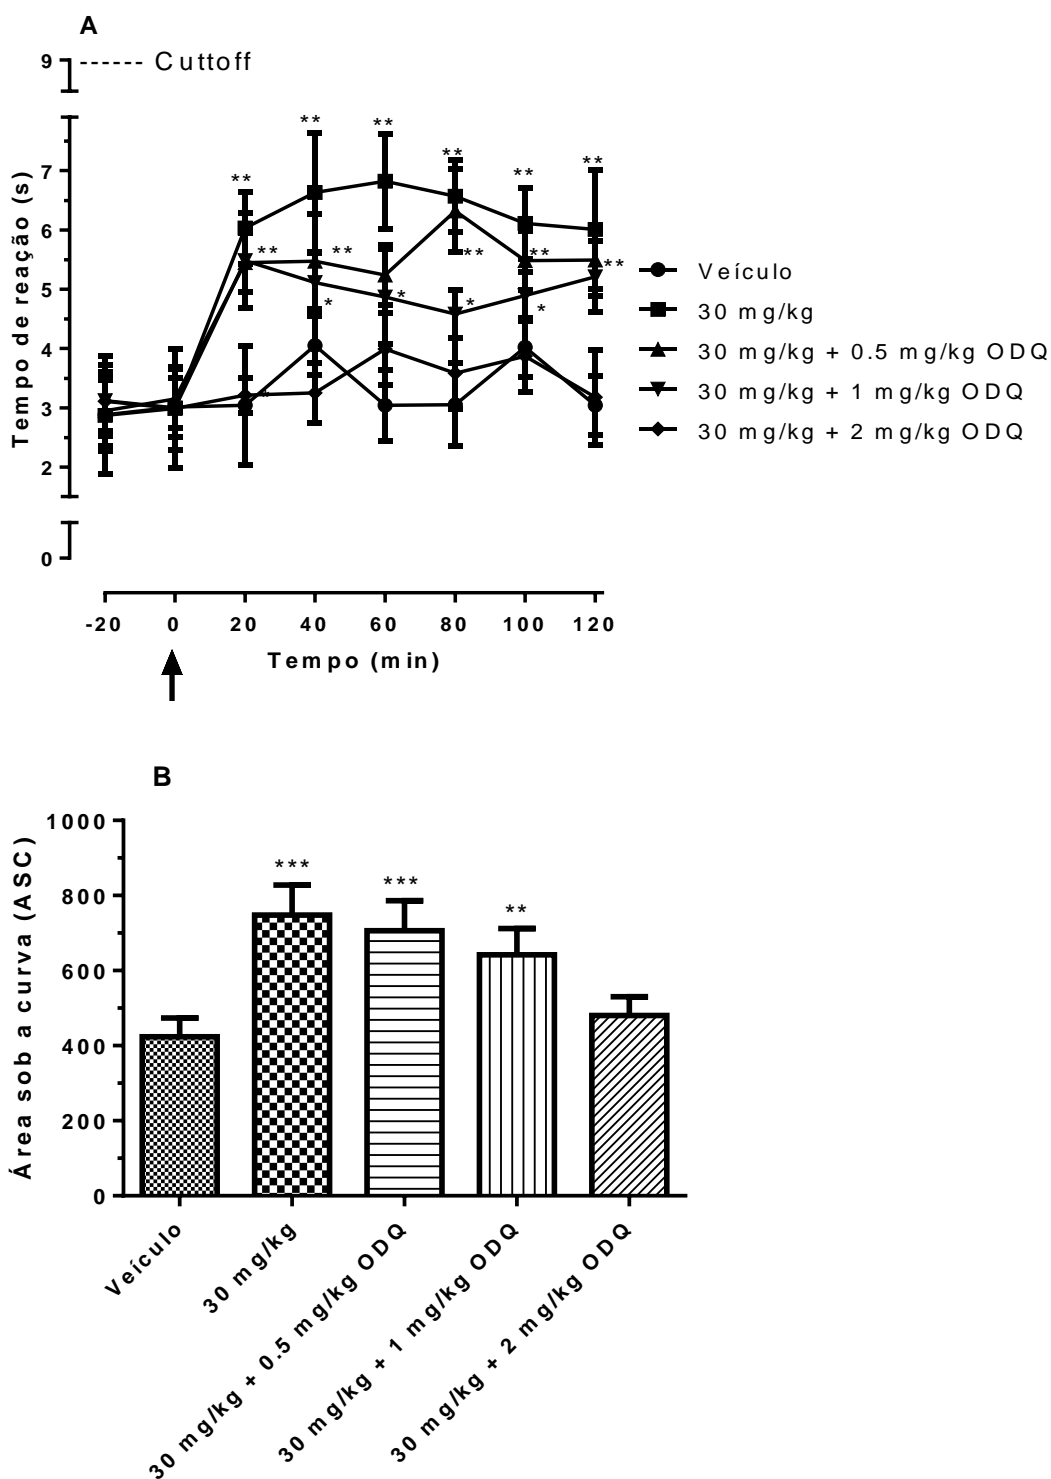 A
9
Cuttoff
7
6
5
4
3
2
0
Tempo de reação (s)
** ** ** ** ** **
** ** ** ** **
* * * *
*
Veículo
30 mg/kg
30 mg/kg + 0.5 mg/kg ODQ
30 mg/kg + 1 mg/kg ODQ
30 mg/kg + 2 mg/kg ODQ
-20 0 20 40 60 80 100 120
Tempo (min)
B
1000
800
600
400
200
0
Área sob a curva (ASC)
*** *** **
Veículo
30 mg/kg
30 mg/kg + 0.5 mg/kg ODQ
30 mg/kg + 1 mg/kg ODQ
30 mg/kg + 2 mg/kg ODQ